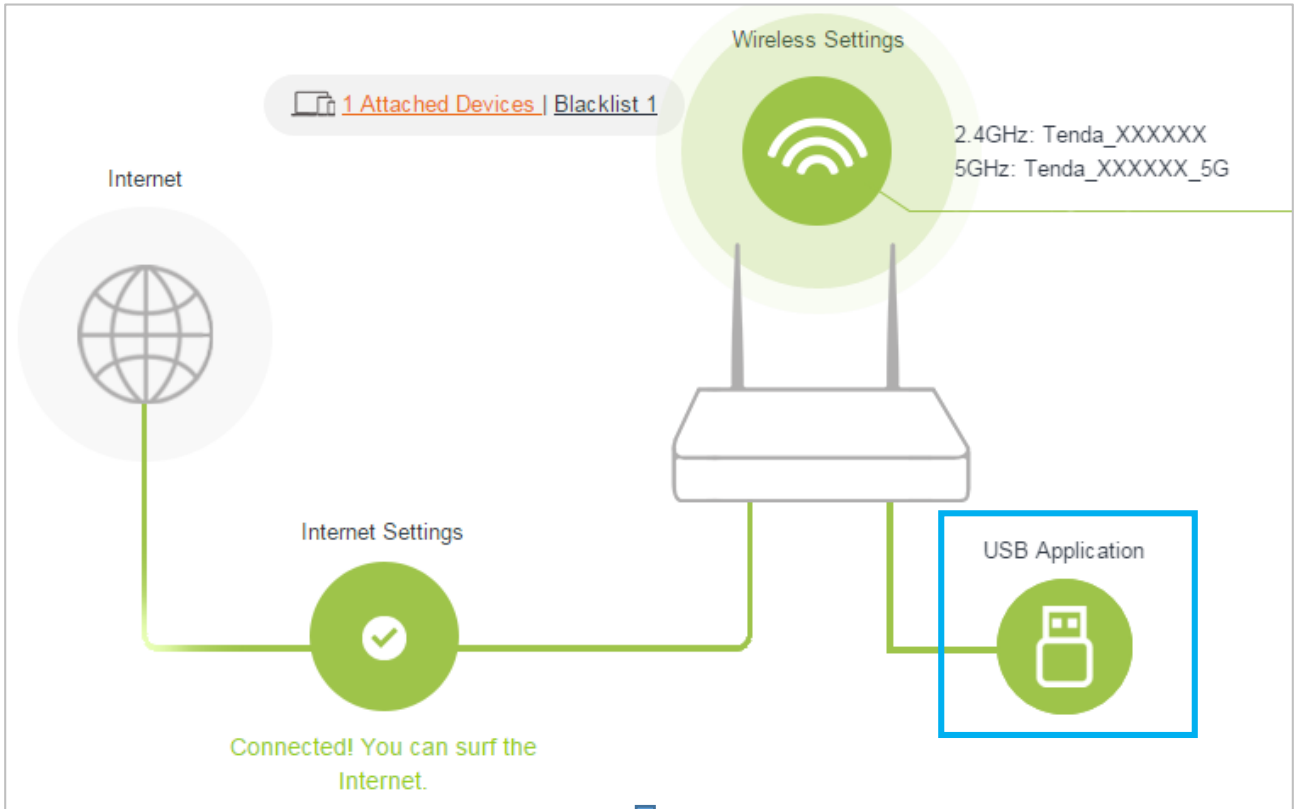 Wireless Settings
1 Attached Devices | Blacklist 1
2.4GHz: Tenda_XXXXXX
5GHz: Tenda_XXXXXX_5G
Internet
Internet Settings
USB Application
Connected! You can surf the
Internet.